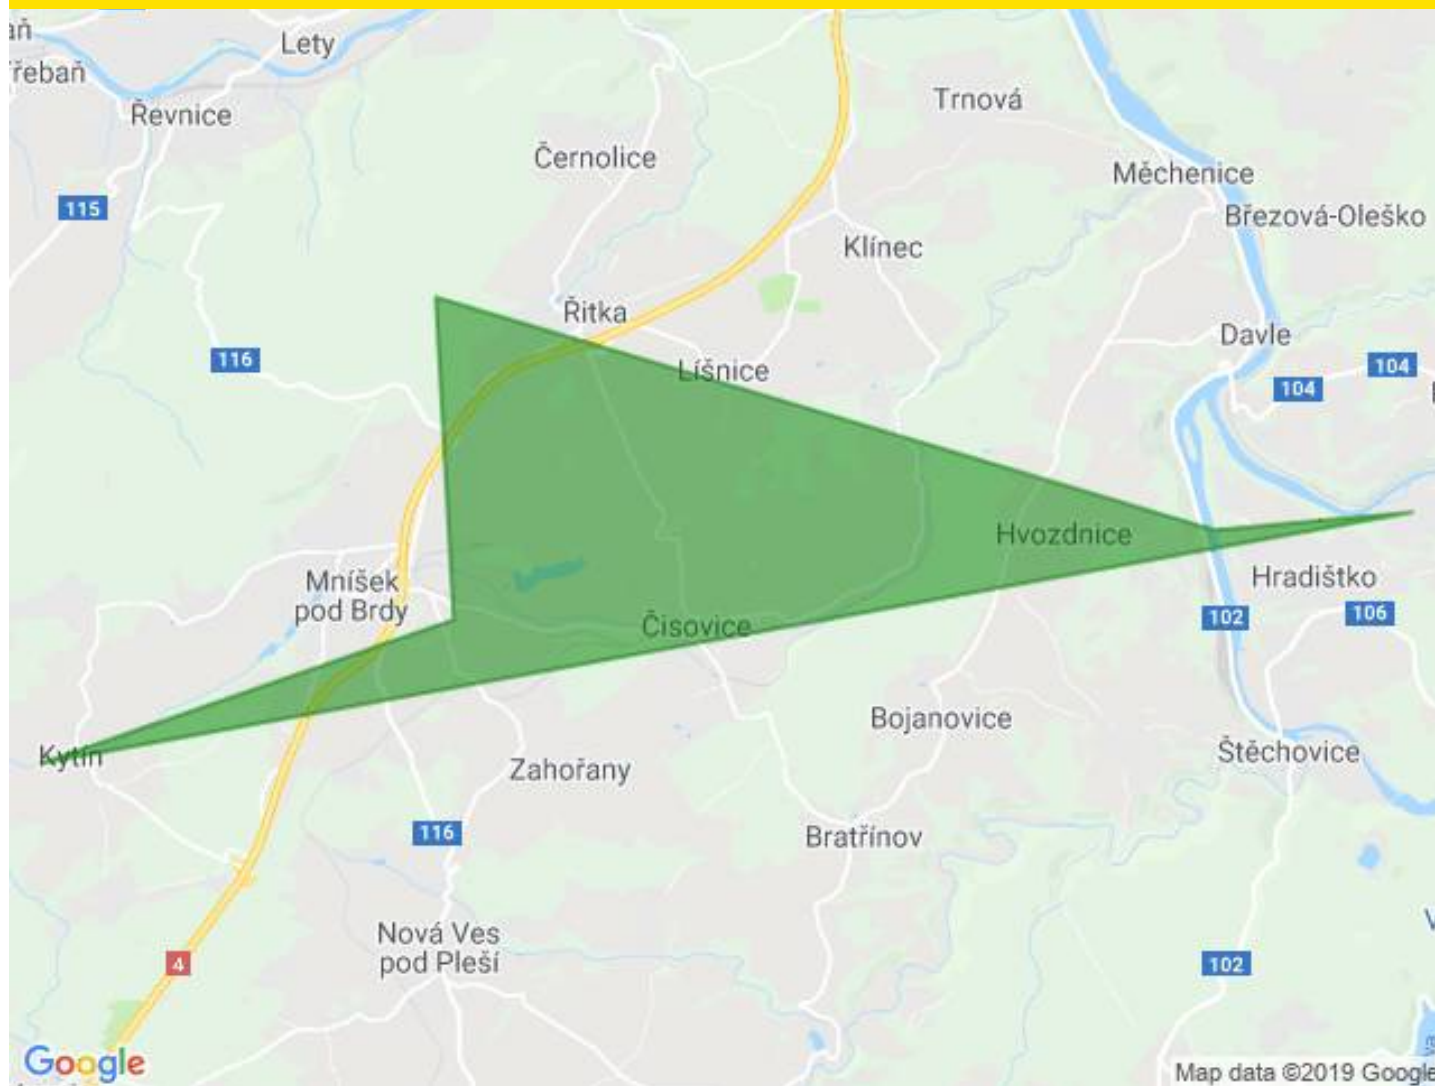 Lety
Řevnice
115
Černolice
Trnová
Měchenice
Březová-Oleško
Klínec
Řitka
Davle
116
Líšnice
104
104
Hvozdnice
Mníšek
pod Brdy
Hradištko
Čisovice
102
106
Bojanovice
Kytín
Zahořany
Štěchovice
116
Bratřínov
Nová Ves
pod Pleší
4
102
Google
Map data ©2019 Google